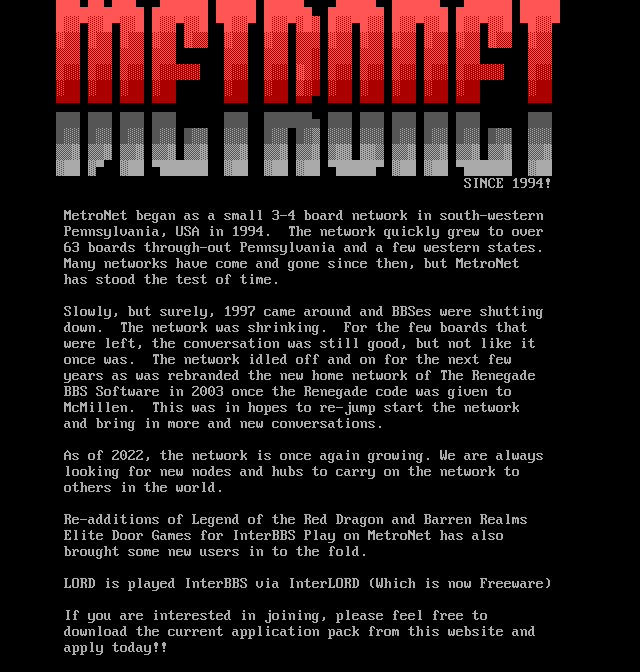 METRONET
SINCE 1994!
MetroNet began as a small 3-4 board network in south-western
Pennsylvania, USA in 1994.  The network quickly grew to over
63 boards through-out Pennsylvania and a few western states.
Many networks have come and gone since then, but MetroNet
has stood the test of time.
Slowly, but surely, 1997 came around and BBSes were shutting
down.  The network was shrinking.  For the few boards that
were left, the conversation was still good, but not like it
once was.  The network idled off and on for the next few
years as was rebranded the new home network of The Renegade
BBS Software in 2003 once the Renegade code was given to
McMillen.  This was in hopes to re-jump start the network
and bring in more and new conversations.
As of 2022, the network is once again growing. We are always
looking for new nodes and hubs to carry on the network to
others in the world.
Re-additions of Legend of the Red Dragon and Barren Realms
Elite Door Games for InterBBS Play on MetroNet has also
brought some new users in to the fold.
LORD is played InterBBS via InterLORD (Which is now Freeware)
If you are interested in joining, please feel free to
download the current application pack from this website and
apply today!!